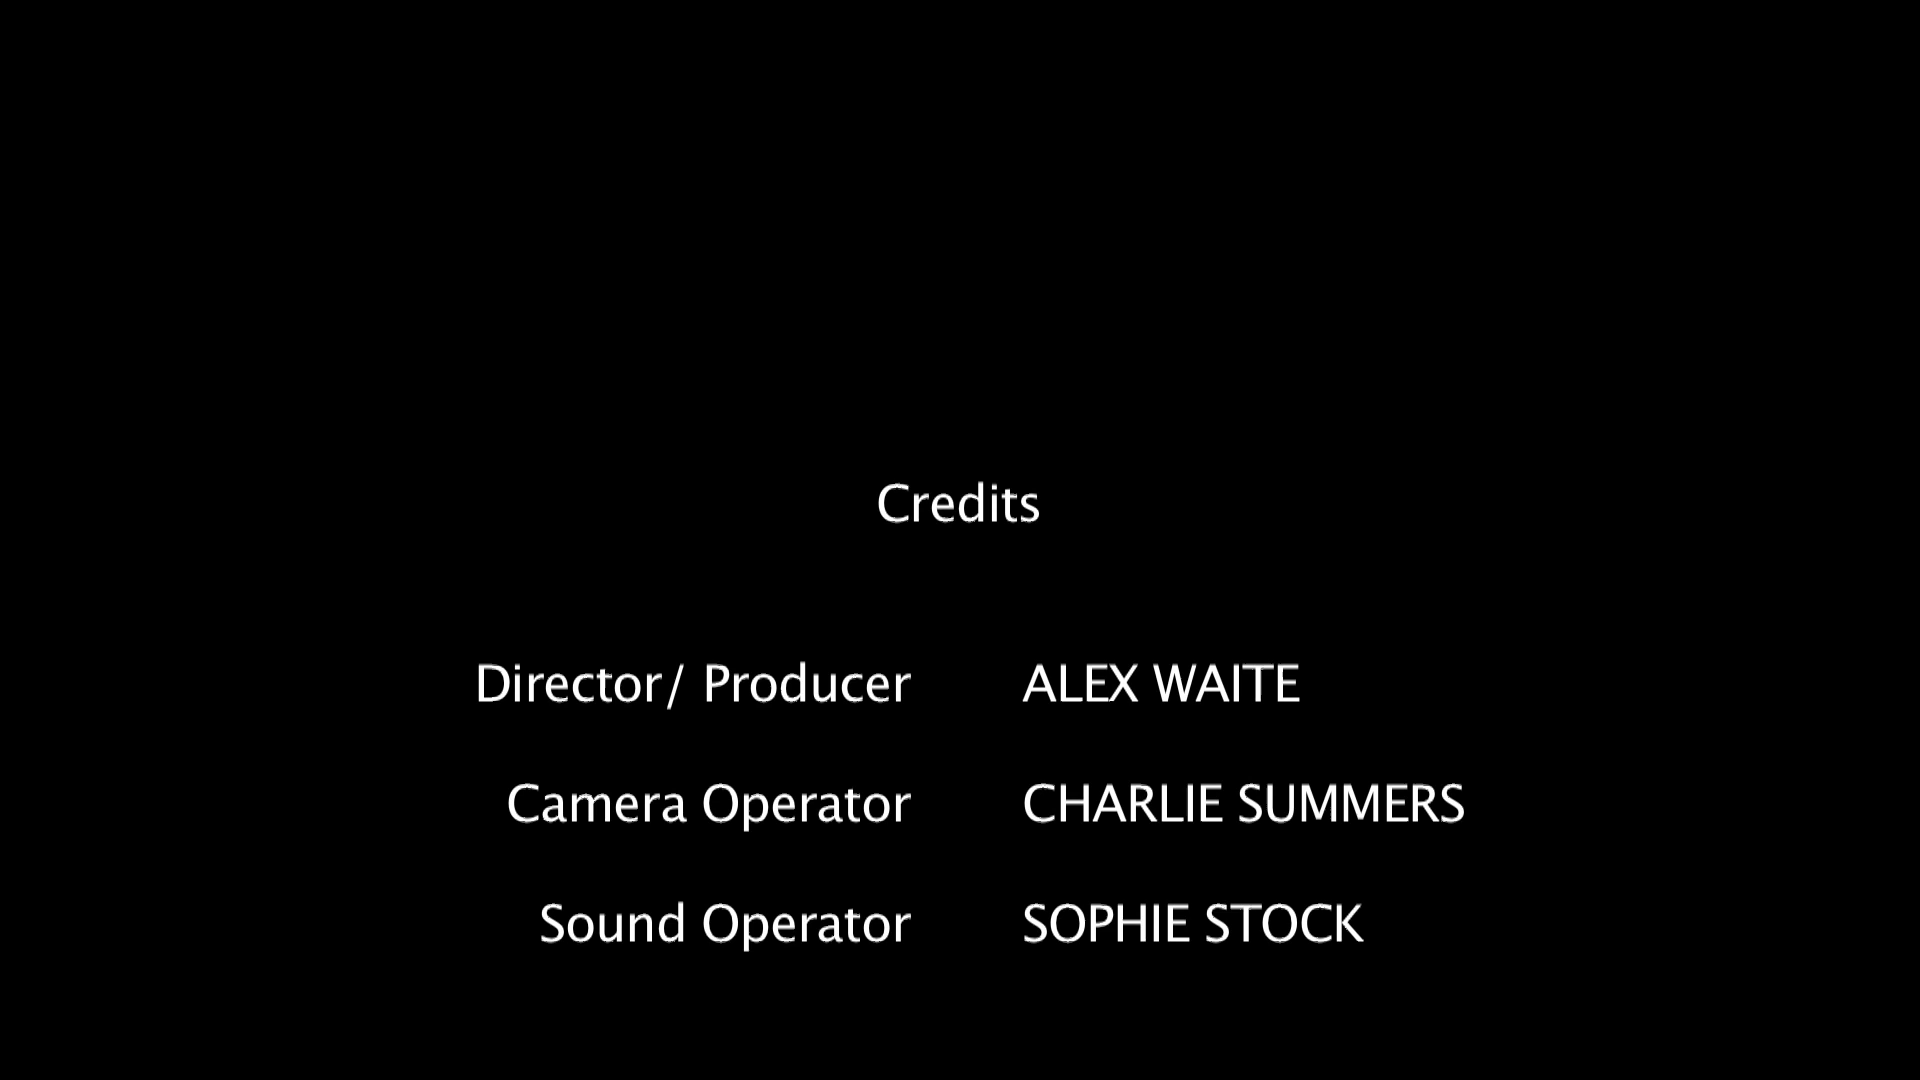 Credits
Director/ Producer ALEX WAITE
Camera Operator CHARLIE SUMMERS
Sound Operator SOPHIE STOCK